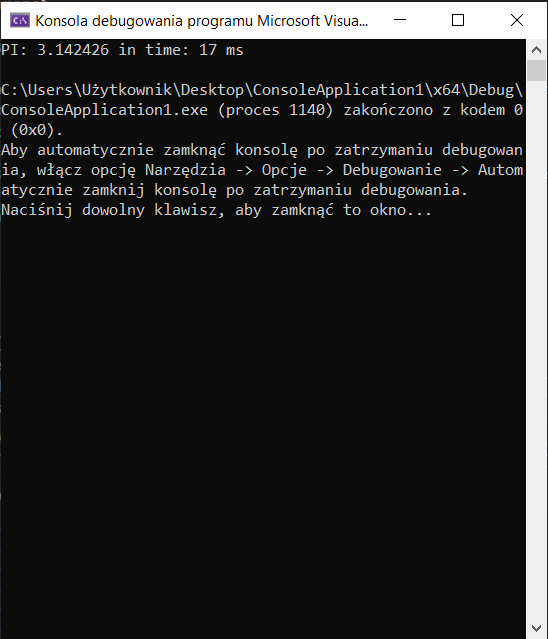 Konsola debugowania programu Microsoft Visua...
PI: 3.142426 in time: 17 ms
C:\Users\Użytkownik\Desktop\ConsoleApplication1\x64\Debug\
ConsoleApplication1.exe (proces 1140) zakończono z kodem 0
(0x0).
Aby automatycznie zamknąć konsolę po zatrzymaniu debugowan
ia, włącz opcję Narzędzia -> Opcje -> Debugowanie -> Autom
atycznie zamknij konsolę po zatrzymaniu debugowania.
Naciśnij dowolny klawisz, aby zamknąć to okno...